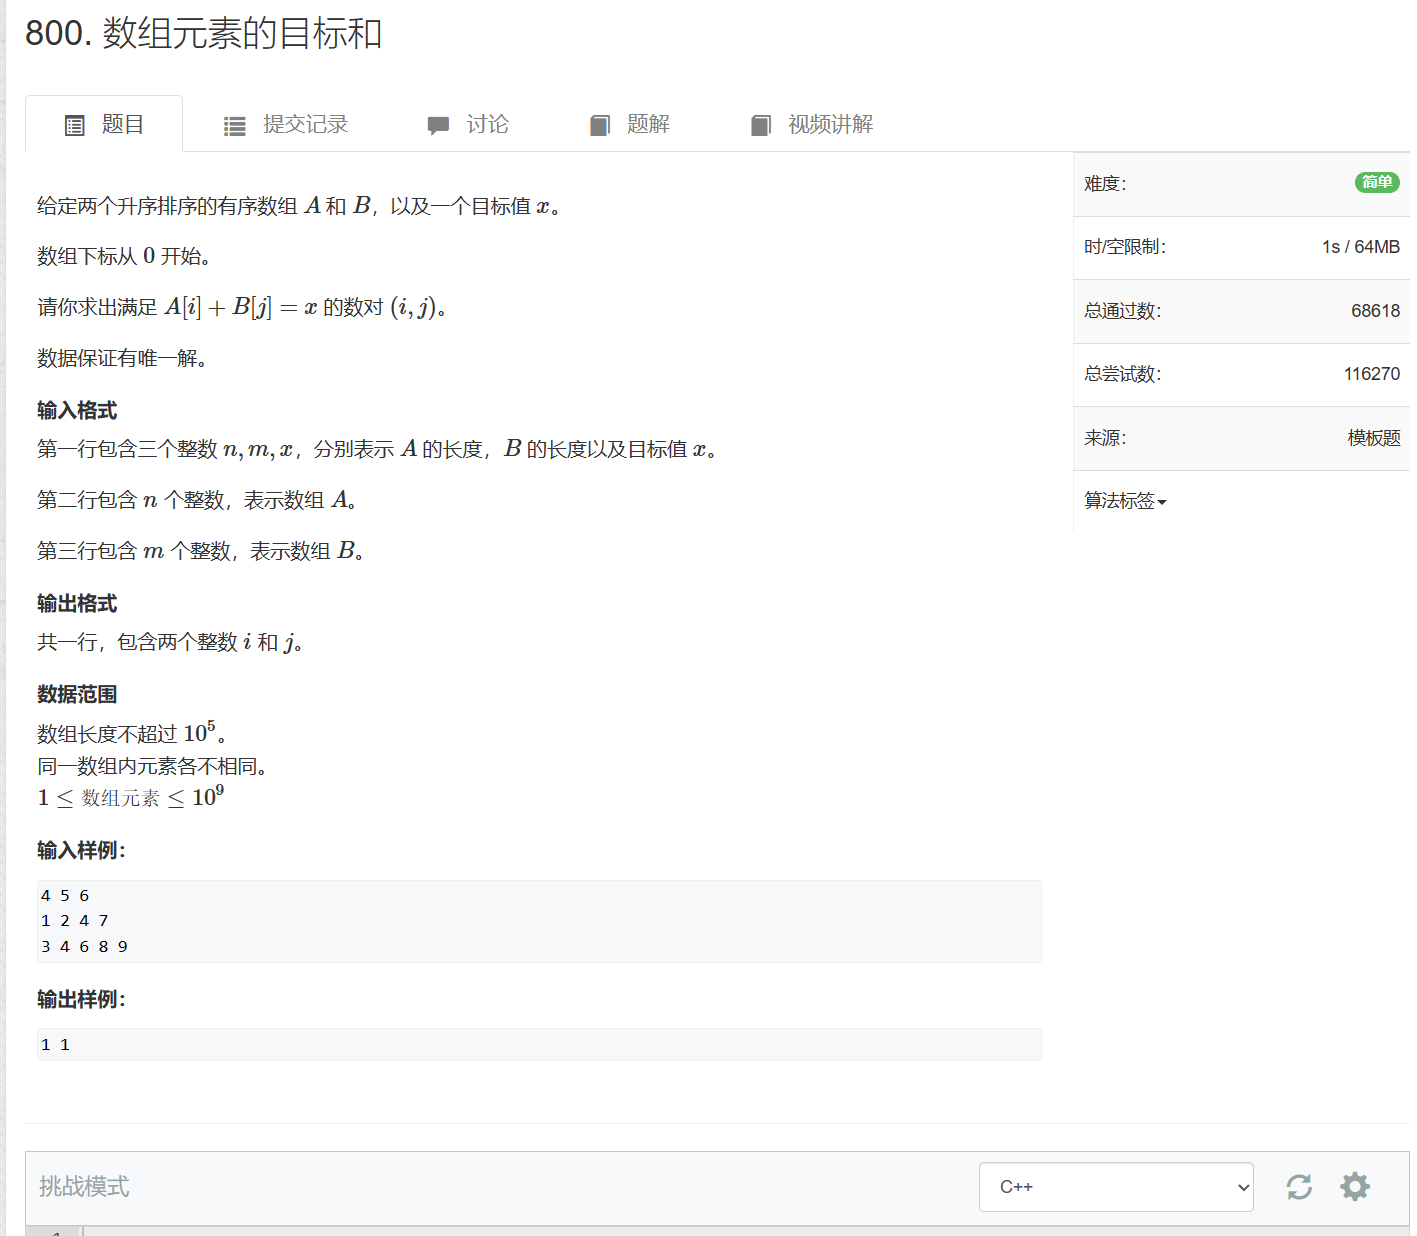 800. 数组元素的目标和
题目 提交记录 讨论 题解 视频讲解
给定两个升序排序的有序数组 A 和 B，以及一个目标值 x。
数组下标从 0 开始。
请你求出满足 A[i] + B[j] = x 的数对 (i, j)。
数据保证有唯一解。
输入格式
第一行包含三个整数 n, m, x，分别表示 A 的长度，B 的长度以及目标值 x。
第二行包含 n 个整数，表示数组 A。
第三行包含 m 个整数，表示数组 B。
输出格式
共一行，包含两个整数 i 和 j。
数据范围
数组长度不超过 10⁵。
同一数组内元素各不相同。
1 ≤ 数组元素 ≤ 10⁹
输入样例：
4 5 6
1 2 4 7
3 4 6 8 9
输出样例：
1 1
难度： 简单
时/空限制： 1s / 64MB
总通过数： 68618
总尝试数： 116270
来源： 模板题
算法标签
挑战模式 C++
1